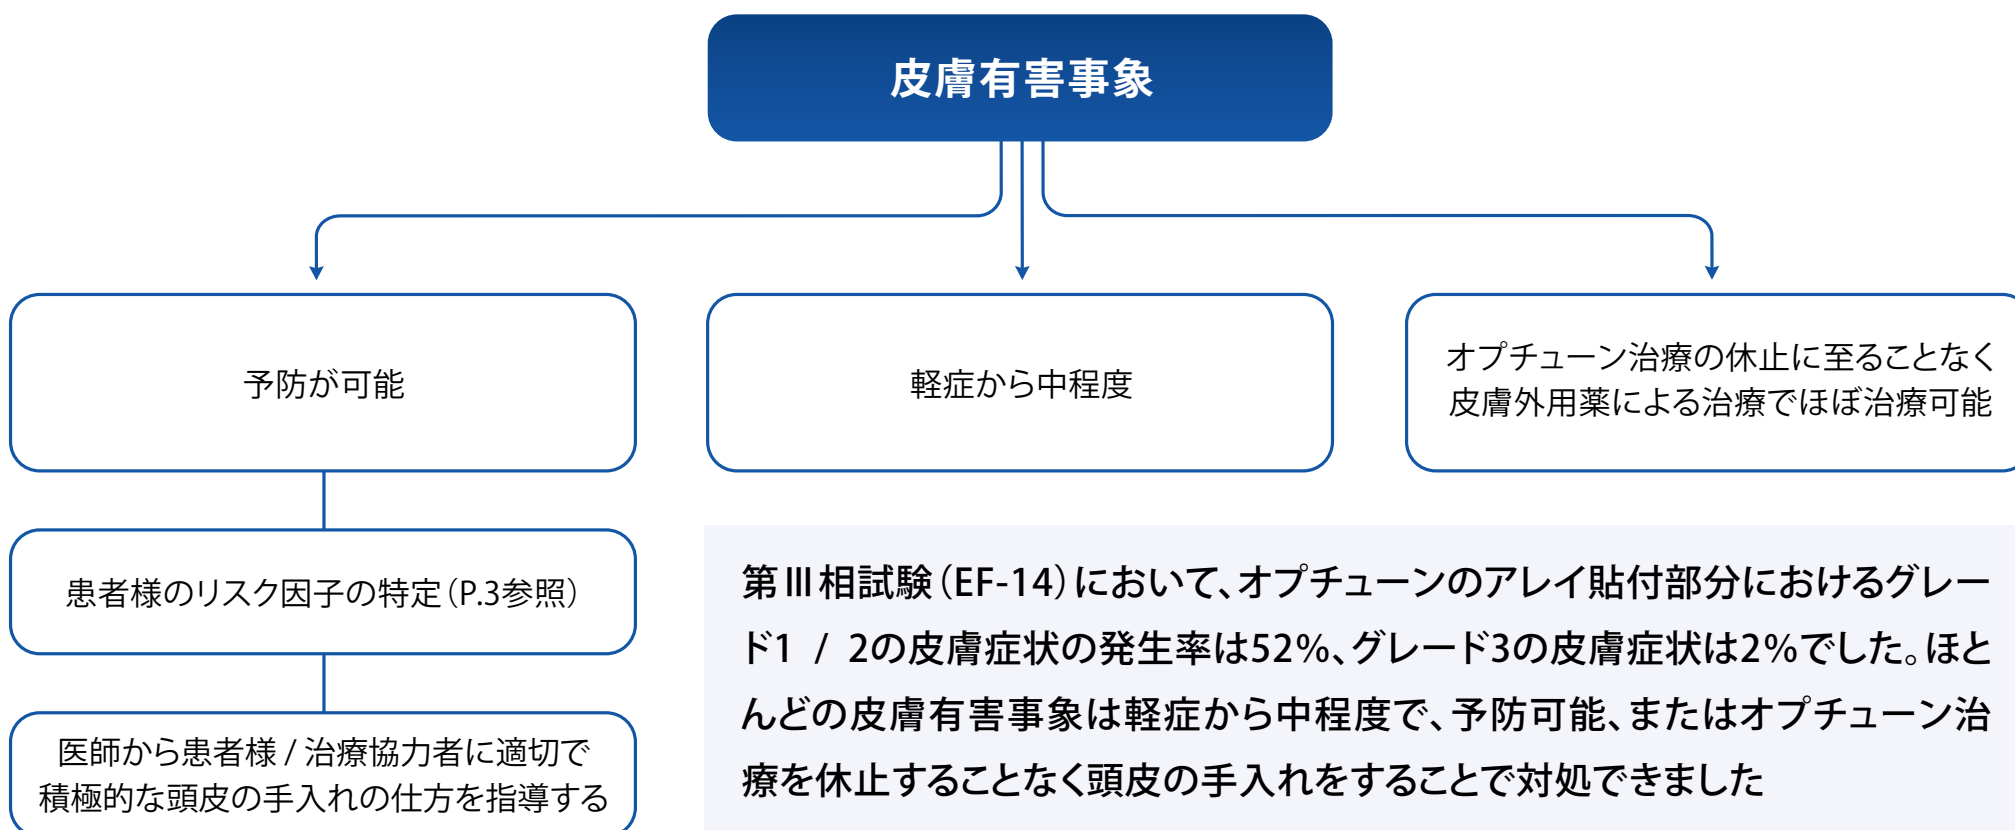 皮膚有害事象
予防が可能
軽症から中程度
オプチューン治療の休止に至ることなく
皮膚外用薬による治療でほぼ治療可能
患者様のリスク因子の特定（P.3参照）
医師から患者様 / 治療協力者に適切で
積極的な頭皮の手入れの仕方を指導する
第Ⅲ相試験（EF-14）において、オプチューンのアレイ貼付部分におけるグレー
ド1 / 2の皮膚症状の発生率は52%、グレード3の皮膚症状は2%でした。ほと
んどの皮膚有害事象は軽症から中程度で、予防可能、またはオプチューン治
療を休止することなく頭皮の手入れをすることで対処できました